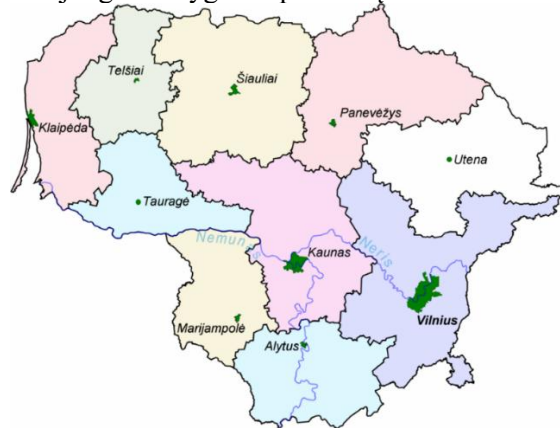 Telšiai
Šiauliai
Klaipėda
Panevėžys
Utena
Tauragė
Nemunas
Neris
Kaunas
Marijampolė
Alytus
Vilnius